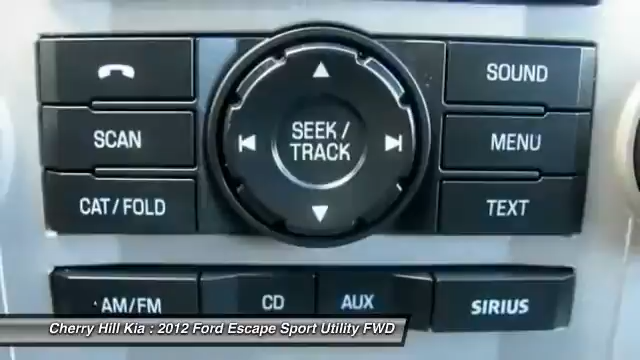 SOUND
SCAN
SEEK/
TRACK
MENU
CAT/FOLD
TEXT
AM/FM
CD
AUX
SIRIUS
Cherry Hill Kia : 2012 Ford Escape Sport Utility FWD